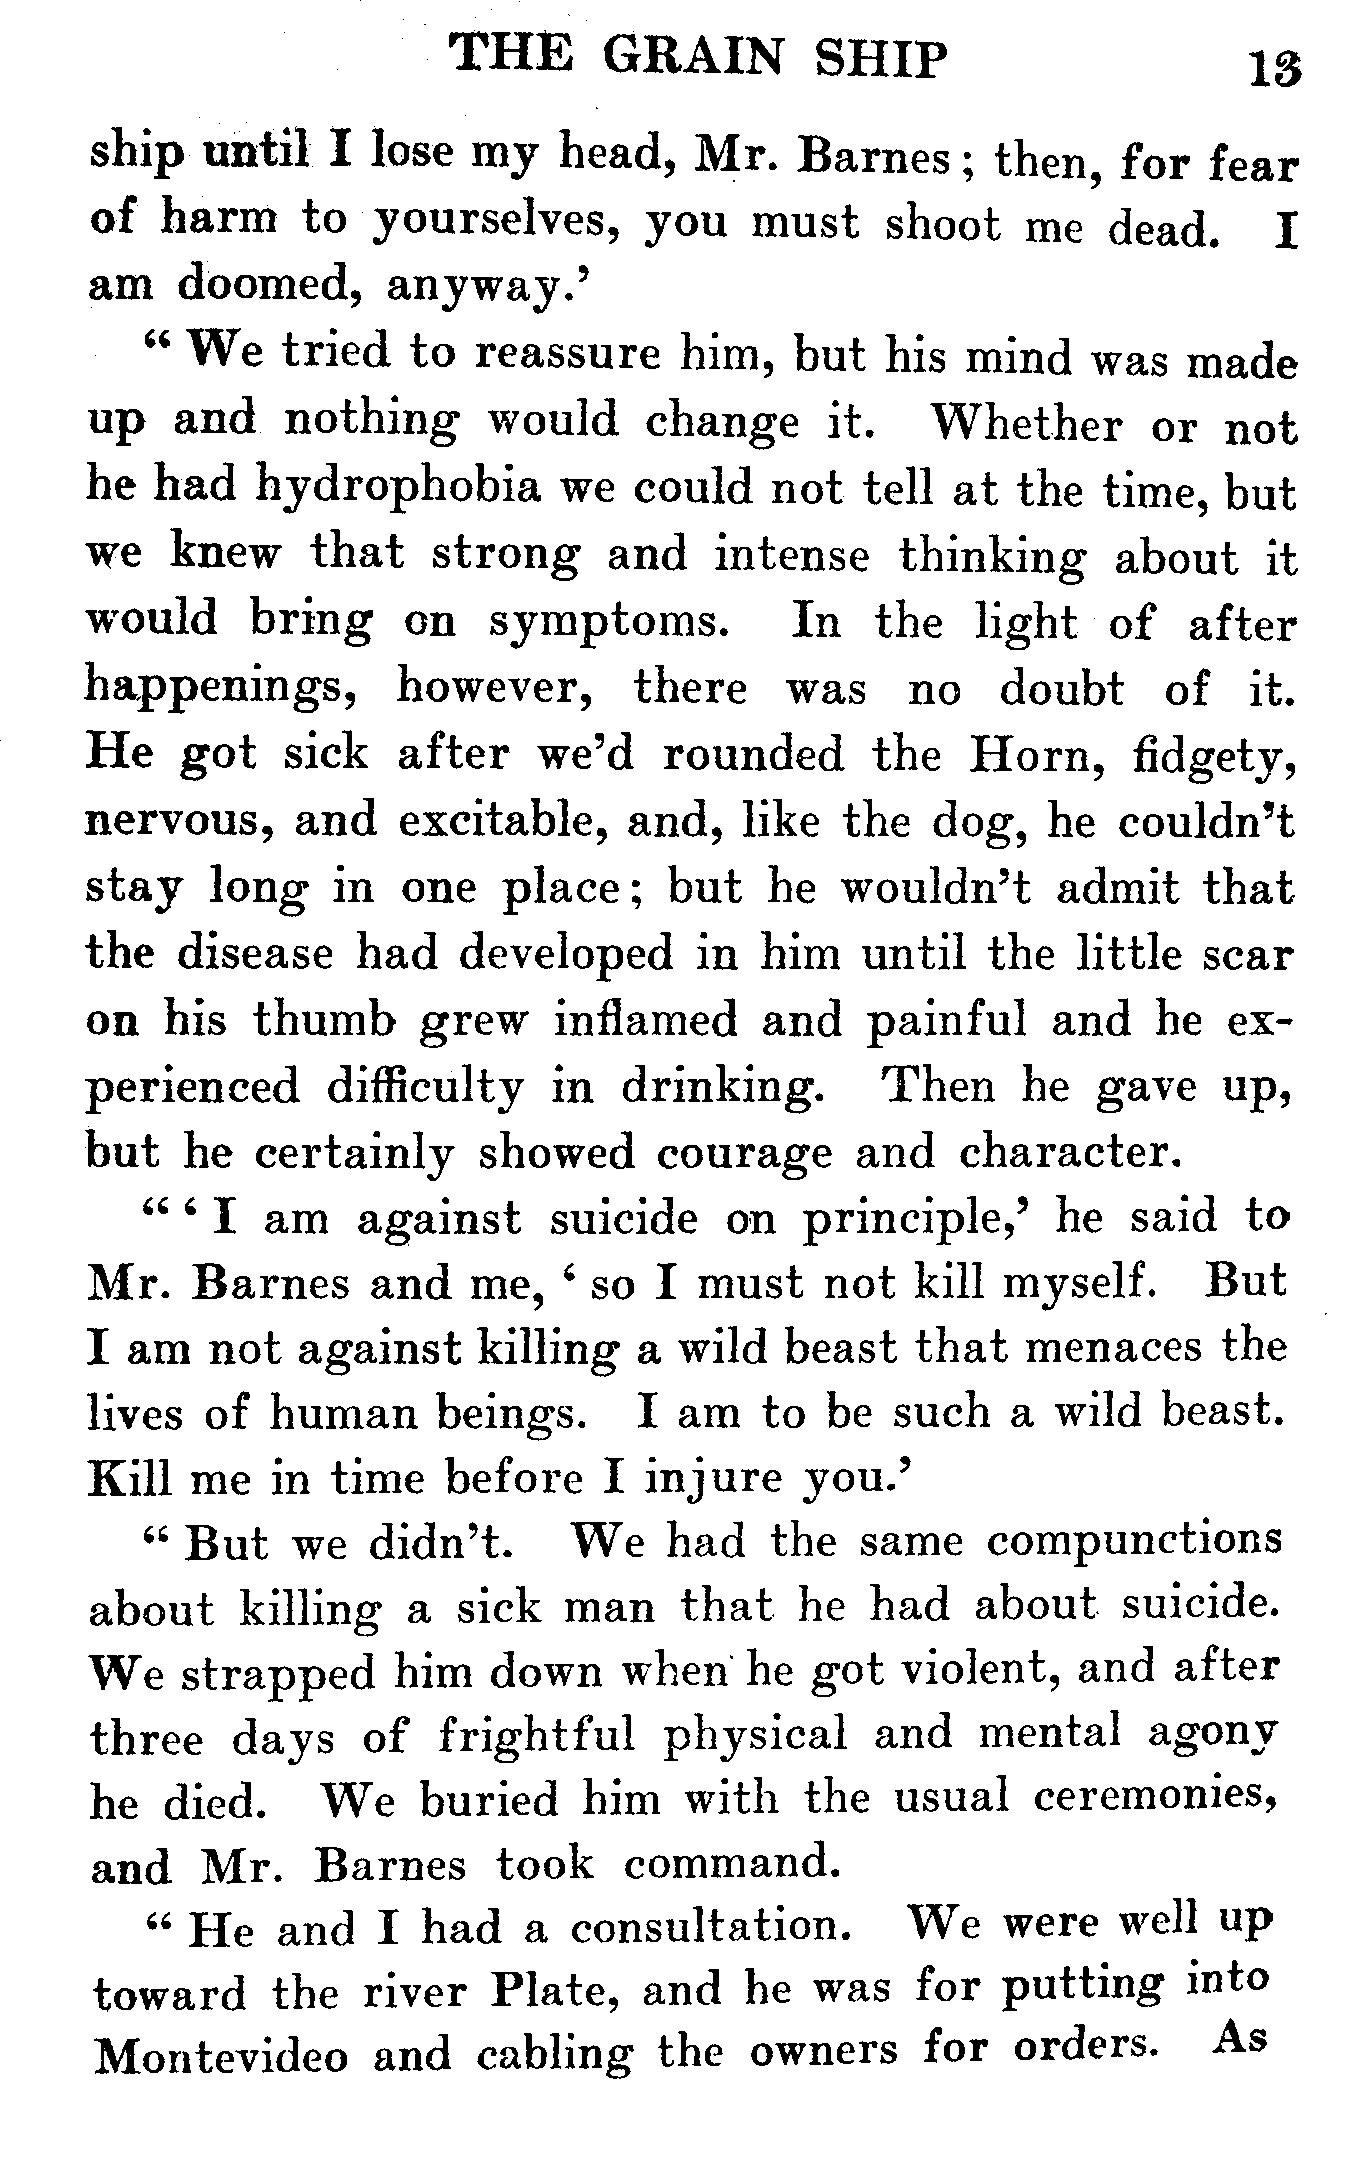 THE GRAIN SHIP 13
ship until I lose my head, Mr. Barnes; then, for fear
of harm to yourselves, you must shoot me dead. I
am doomed, anyway.’
“ We tried to reassure him, but his mind was made
up and nothing would change it. Whether or not
he had hydrophobia we could not tell at the time, but
we knew that strong and intense thinking about it
would bring on symptoms. In the light of after
happenings, however, there was no doubt of it.
He got sick after we’d rounded the Horn, fidgety,
nervous, and excitable, and, like the dog, he couldn’t
stay long in one place; but he wouldn’t admit that
the disease had developed in him until the little scar
on his thumb grew inflamed and painful and he ex-
perienced difficulty in drinking. Then he gave up,
but he certainly showed courage and character.
“ ‘ I am against suicide on principle,’ he said to
Mr. Barnes and me, ‘ so I must not kill myself. But
I am not against killing a wild beast that menaces the
lives of human beings. I am to be such a wild beast.
Kill me in time before I injure you.’
“ But we didn’t. We had the same compunctions
about killing a sick man that he had about suicide.
We strapped him down when he got violent, and after
three days of frightful physical and mental agony
he died. We buried him with the usual ceremonies,
and Mr. Barnes took command.
“ He and I had a consultation. We were well up
toward the river Plate, and he was for putting into
Montevideo and cabling the owners for orders. As